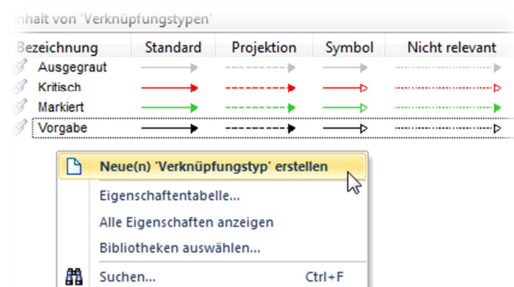 Inhalt von 'Verknüpfungstypen'
Bezeichnung Standard Projektion Symbol Nicht relevant
Ausgegraut
Kritisch
Markiert
Vorgabe
Neue(n) 'Verknüpfungstyp' erstellen
Eigenschaftentabelle...
Alle Eigenschaften anzeigen
Bibliotheken auswählen...
Suchen... Ctrl+F